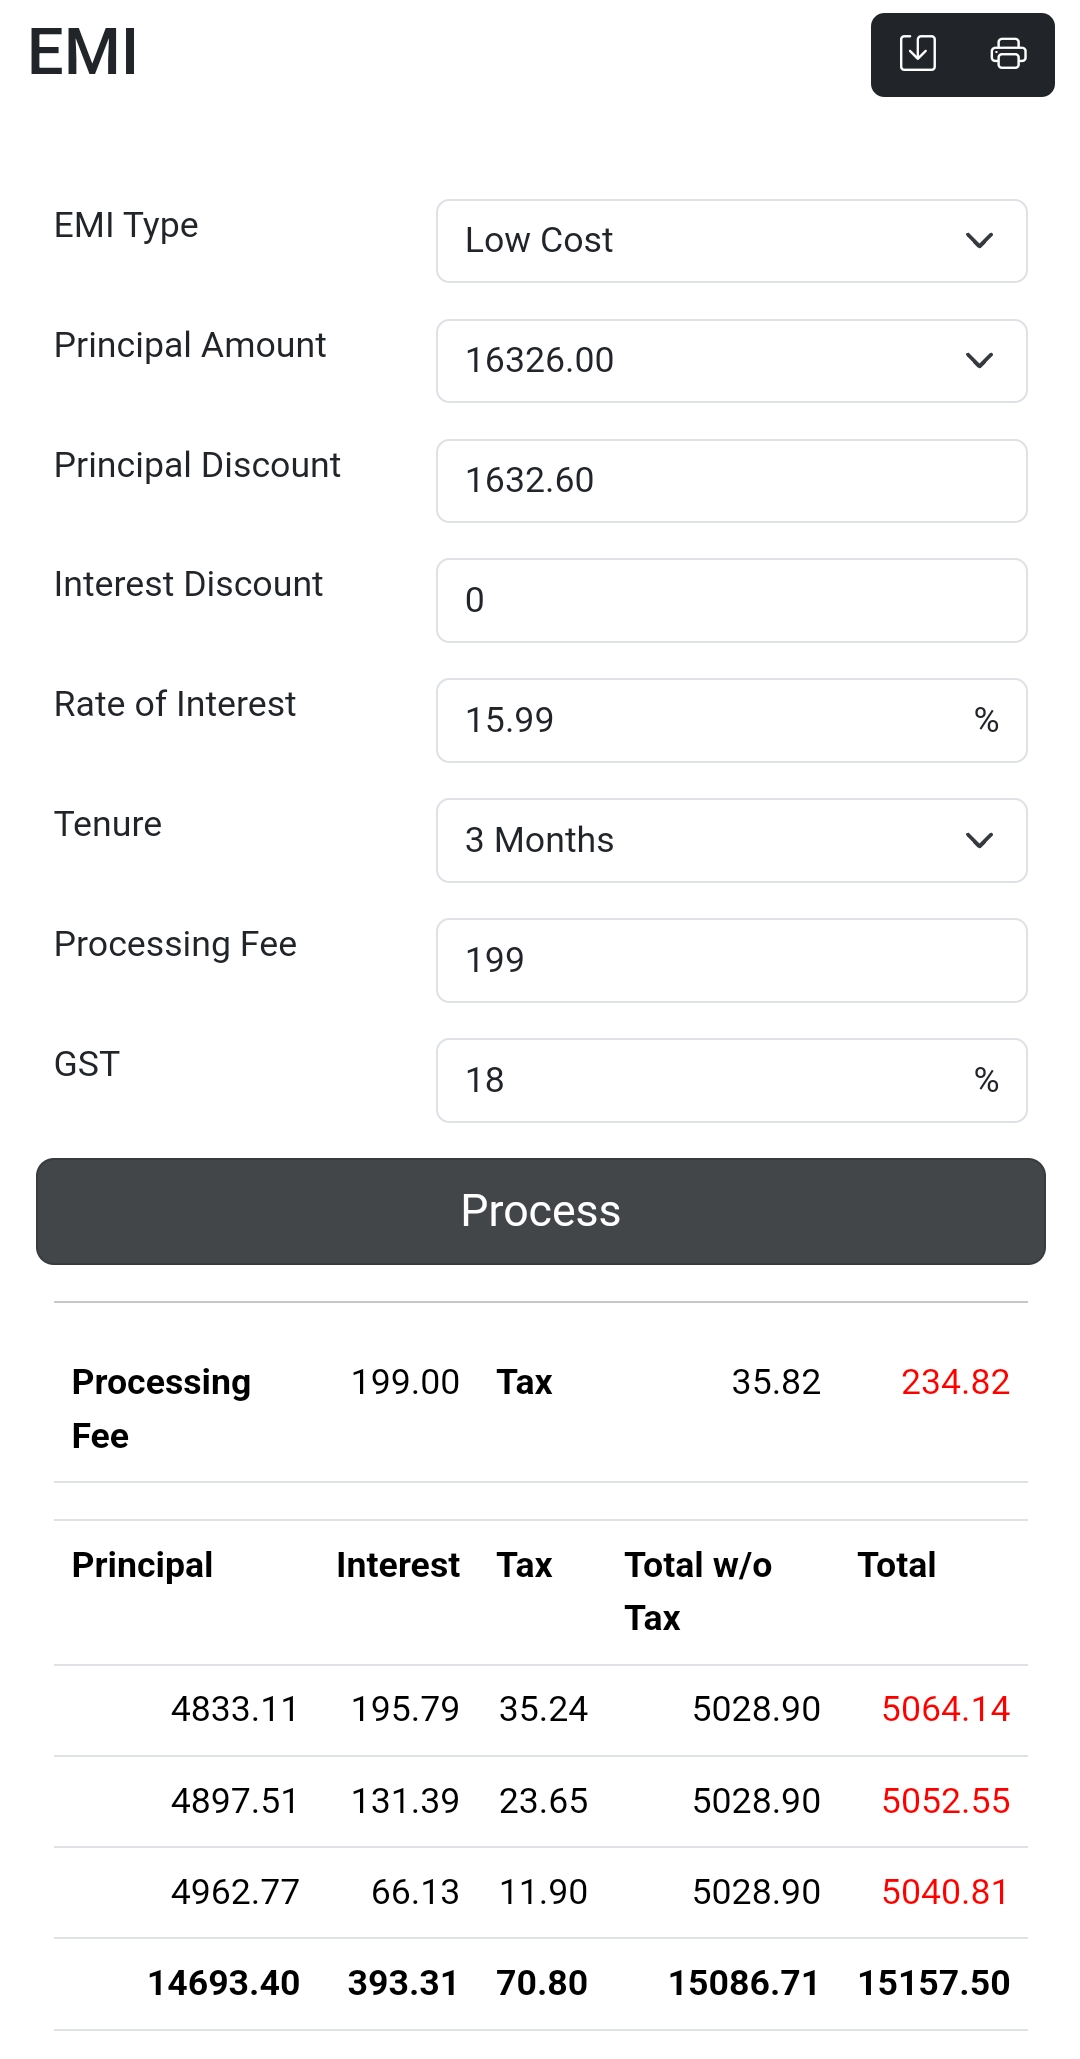 EMI
EMI Type
Low Cost
Principal Amount
16326.00
Principal Discount
1632.60
Interest Discount
0
Rate of Interest
15.99 %
Tenure
3 Months
Processing Fee
199
GST
18 %
Process
Processing Fee 199.00 Tax 35.82 234.82
Principal Interest Tax Total w/o Tax Total
4833.11 195.79 35.24 5028.90 5064.14
4897.51 131.39 23.65 5028.90 5052.55
4962.77 66.13 11.90 5028.90 5040.81
14693.40 393.31 70.80 15086.71 15157.50